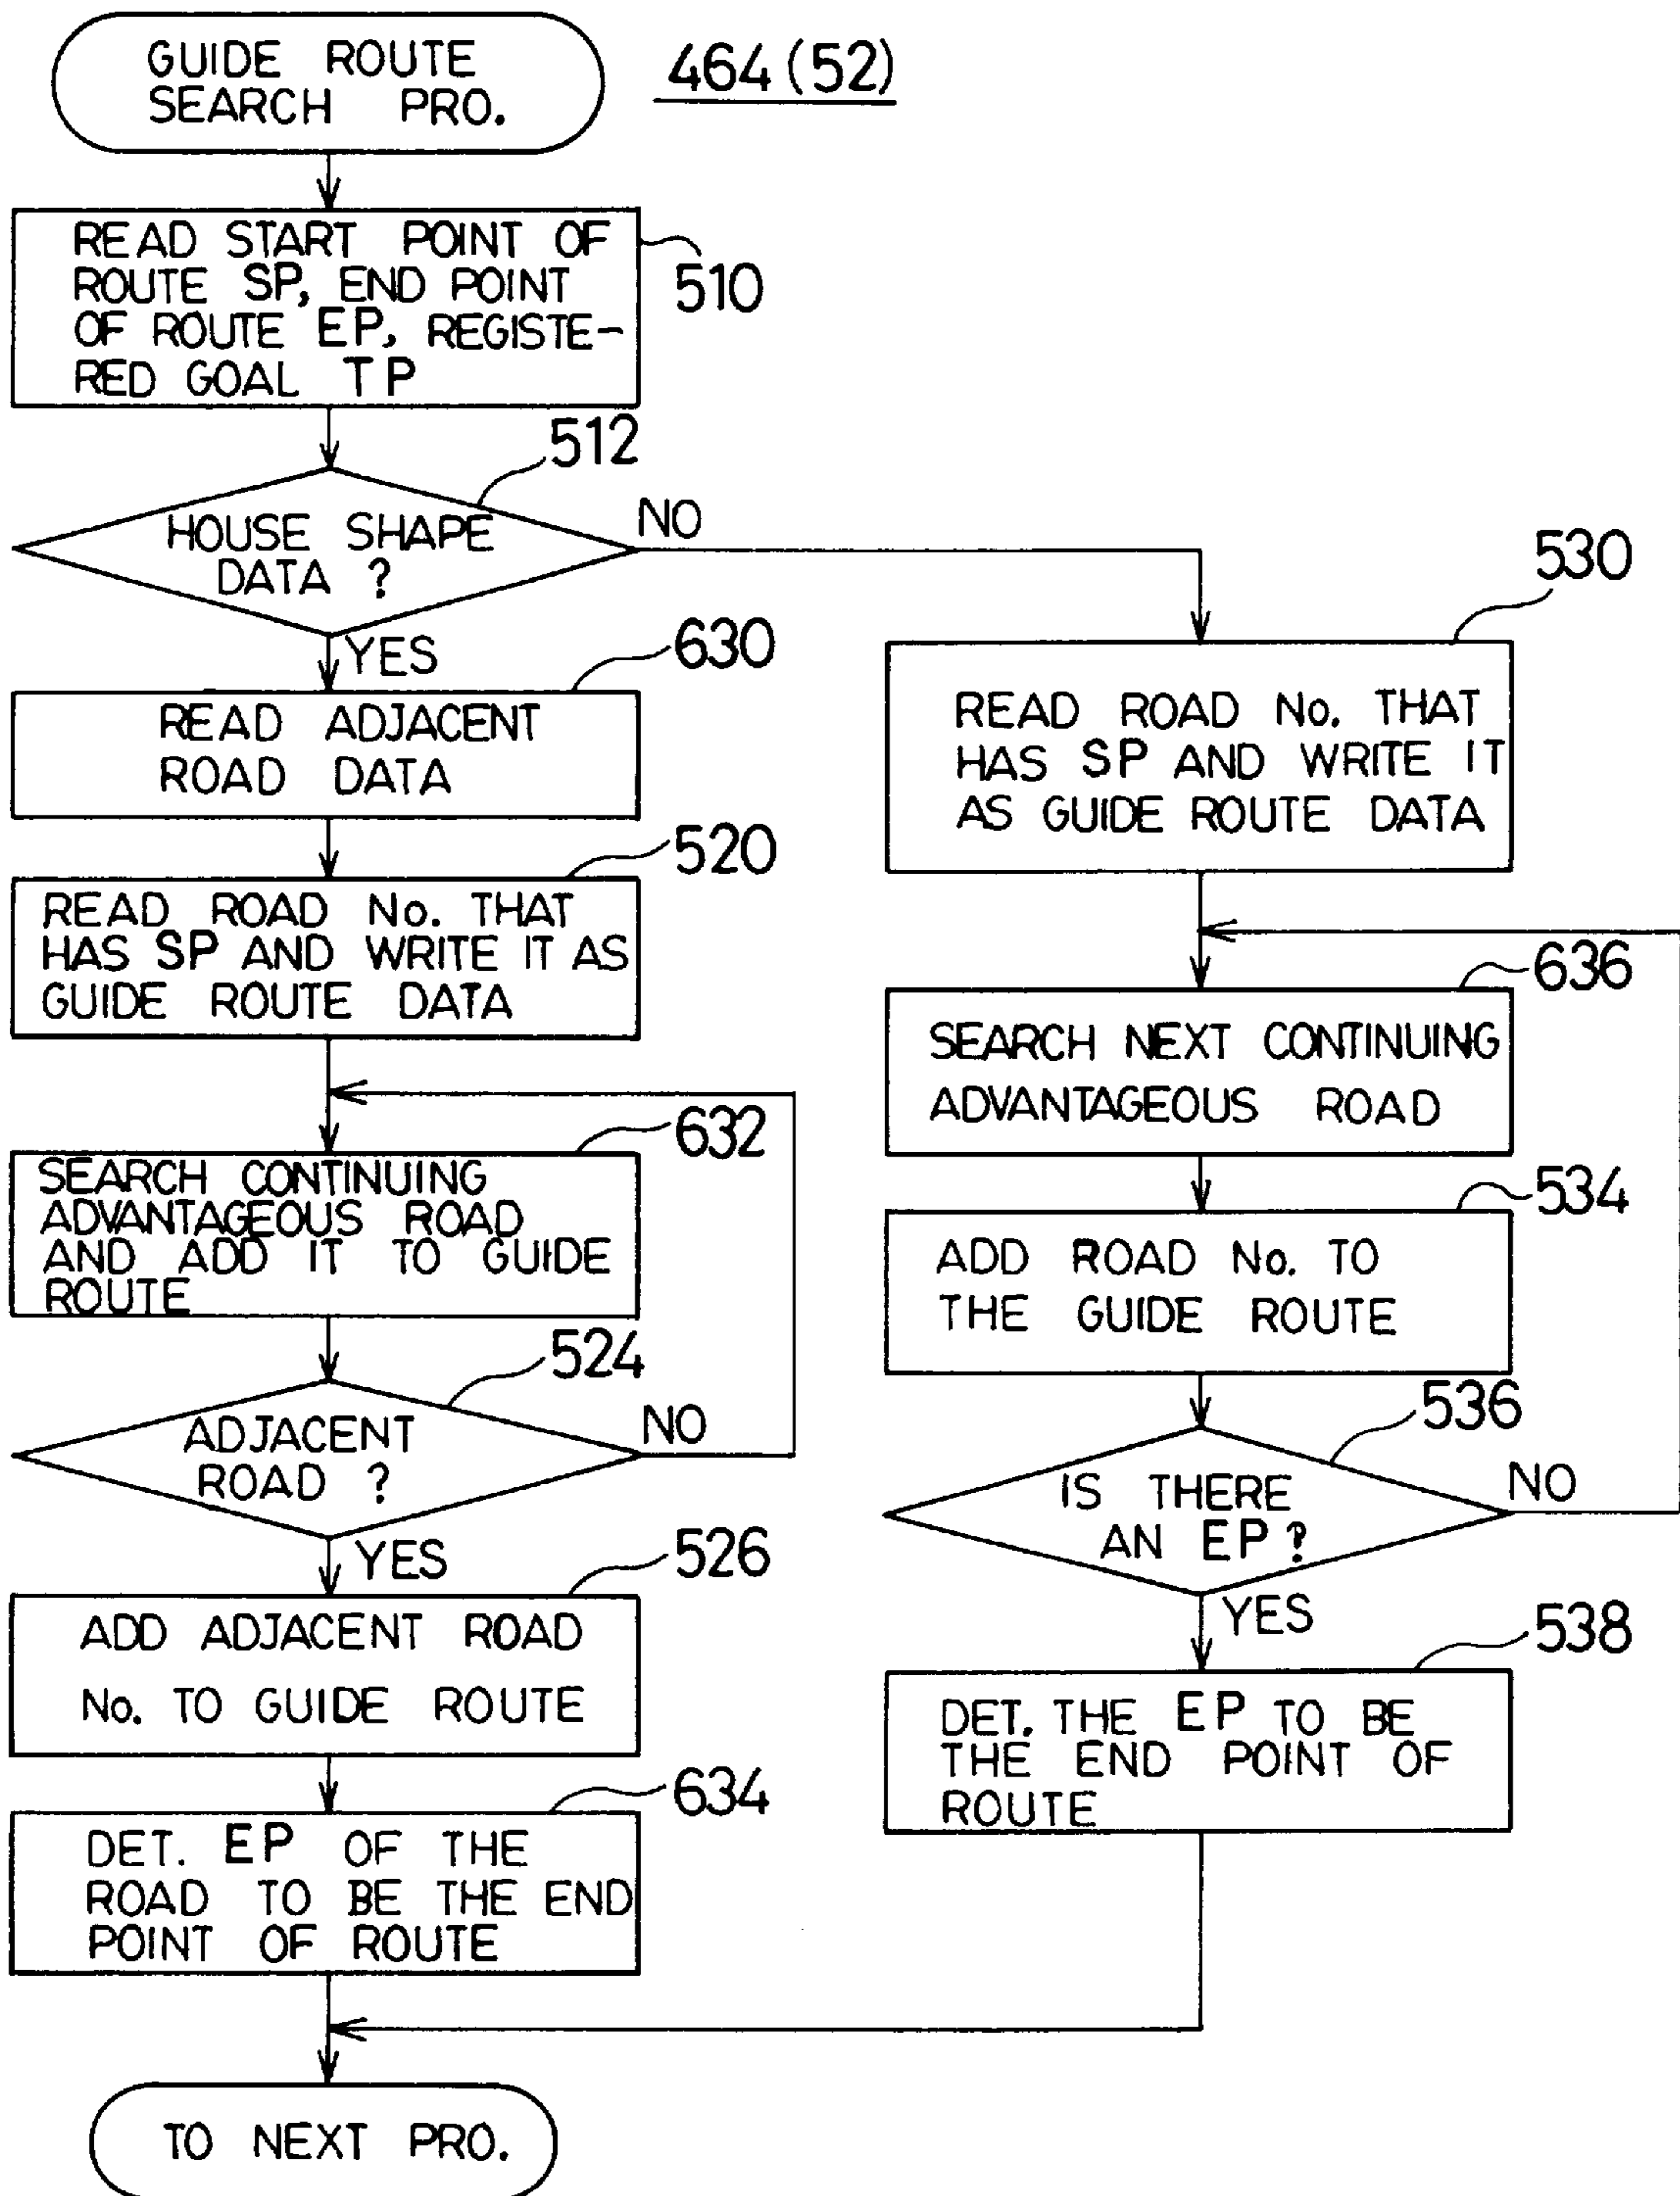 GUIDE ROUTE
SEARCH PRO.
464 (52)
READ START POINT OF
ROUTE SP, END POINT
OF ROUTE EP, REGISTE-
RED GOAL TP
510
512
HOUSE SHAPE
DATA ?
NO
YES
630
READ ADJACENT
ROAD DATA
520
READ ROAD No. THAT
HAS SP AND WRITE IT AS
GUIDE ROUTE DATA
632
SEARCH CONTINUING
ADVANTAGEOUS ROAD
AND ADD IT TO GUIDE
ROUTE
524
ADJACENT
ROAD ?
NO
YES
526
ADD ADJACENT ROAD
No. TO GUIDE ROUTE
634
DET. EP OF THE
ROAD TO BE THE END
POINT OF ROUTE
530
READ ROAD No. THAT
HAS SP AND WRITE IT
AS GUIDE ROUTE DATA
636
SEARCH NEXT CONTINUING
ADVANTAGEOUS ROAD
534
ADD ROAD No. TO
THE GUIDE ROUTE
536
IS THERE
AN EP?
NO
YES
538
DET. THE EP TO BE
THE END POINT OF
ROUTE
TO NEXT PRO.